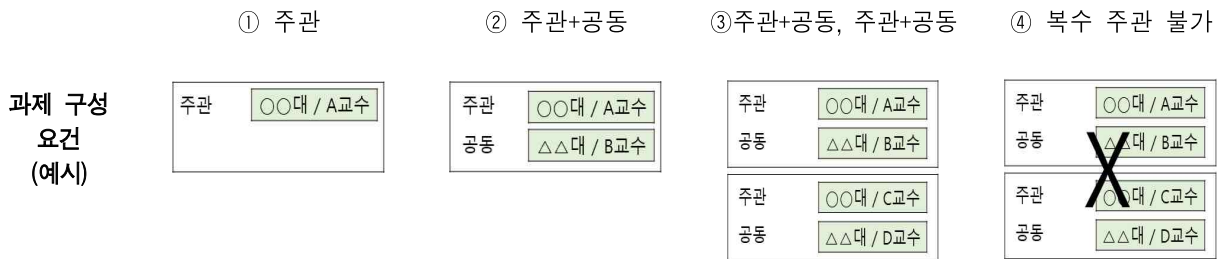 ① 주관
② 주관+공동
③주관+공동, 주관+공동
④ 복수 주관 불가
과제 구성
요건
(예시)
주관 ○○대 / A교수
주관 ○○대 / A교수
공동 △△대 / B교수
주관 ○○대 / A교수
공동 △△대 / B교수
주관 ○○대 / C교수
공동 △△대 / D교수
주관 ○○대 / A교수
공동 △△대 / B교수
X
주관 ○○대 / C교수
공동 △△대 / D교수